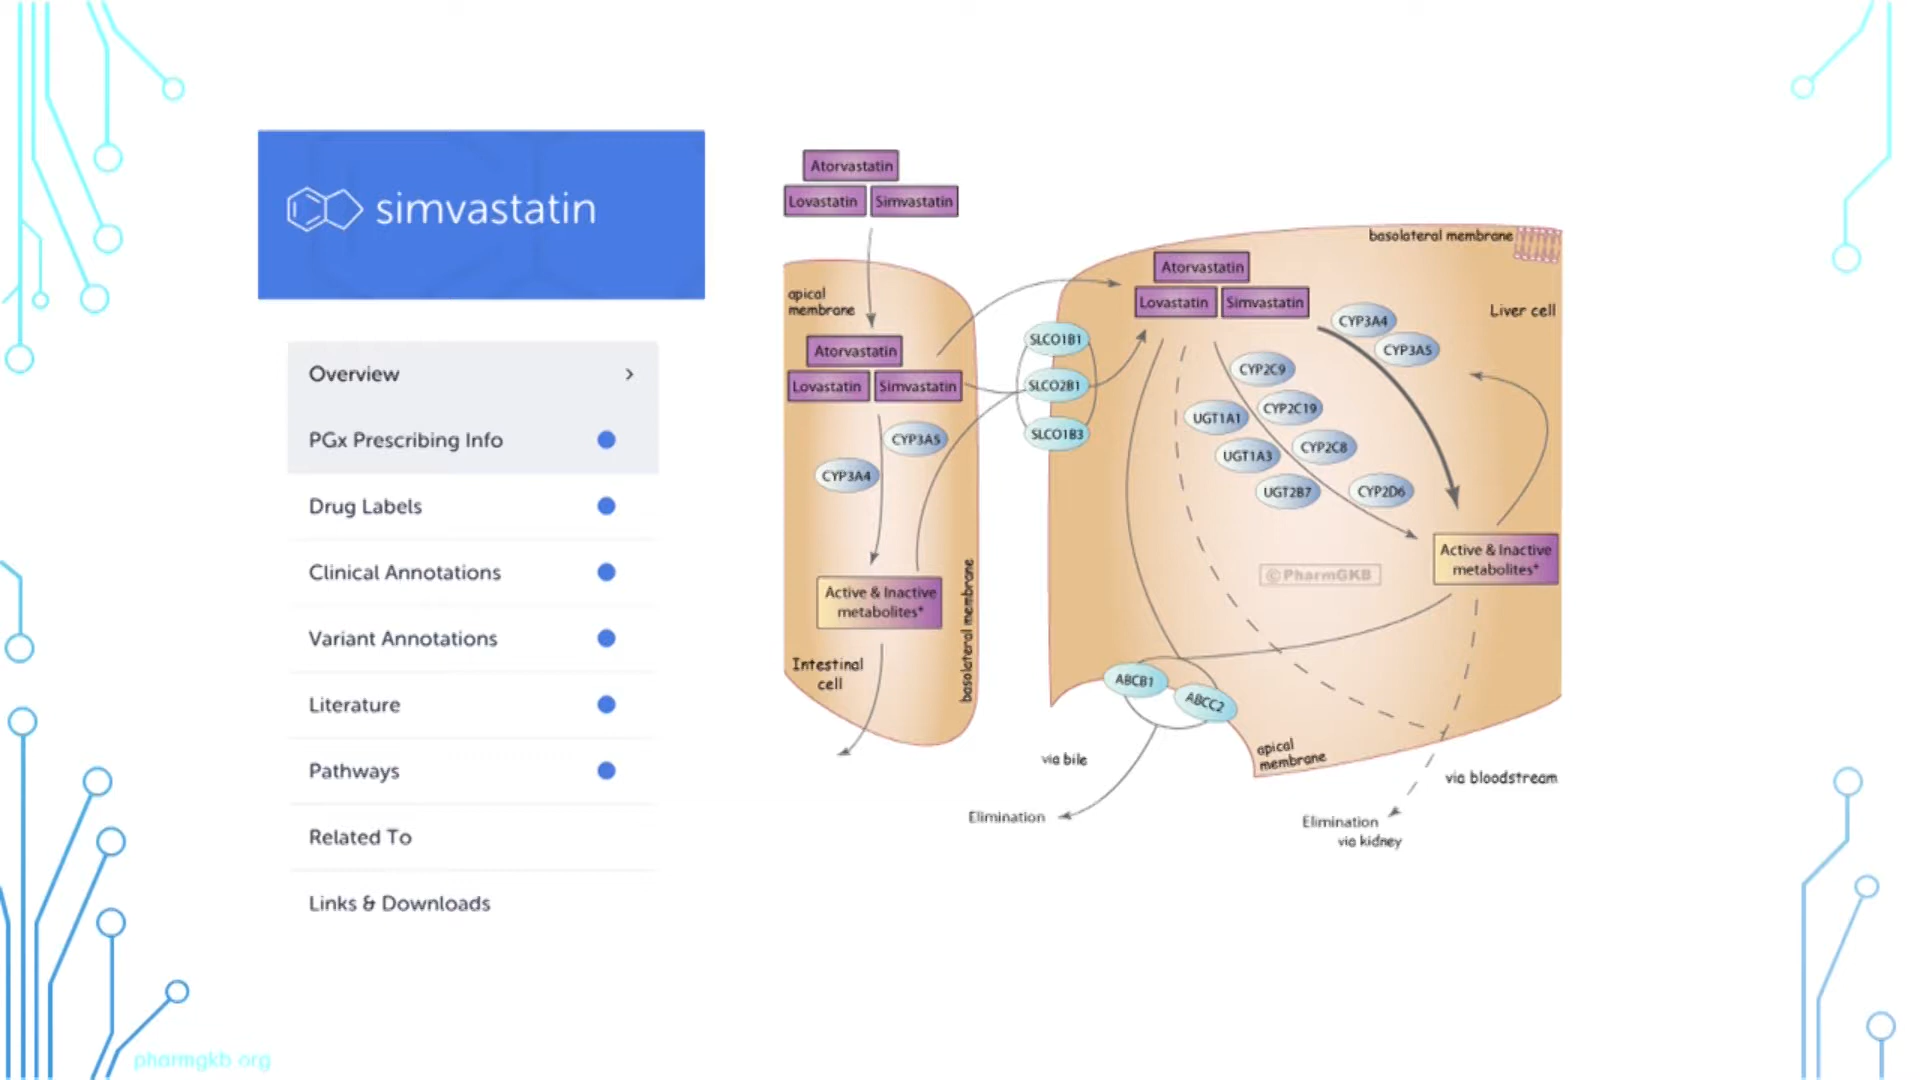 simvastatin
Overview
PGx Prescribing Info
Drug Labels
Clinical Annotations
Variant Annotations
Literature
Pathways
Related To
Links & Downloads
Atorvastatin
Lovastatin Simvastatin
apical
membrane
Atorvastatin
Lovastatin Simvastatin
CYP3A5
CYP3A4
Active & Inactive
metabolites*
Intestinal
cell
basolateral membrane
SLCO1B1
SLCO2B1
SLCO1B3
basolateral membrane
Liver cell
Atorvastatin
Lovastatin Simvastatin
CYP3A4
CYP3A5
CYP2C9
CYP2C19
UGT1A1
CYP2C8
UGT1A3
UGT2B7
CYP2D6
Active & Inactive
metabolites*
© PharmGKB
ABCB1
ABCC2
apical
membrane
via bile
Elimination
via bloodstream
Elimination
via kidney
pharmgkb.org